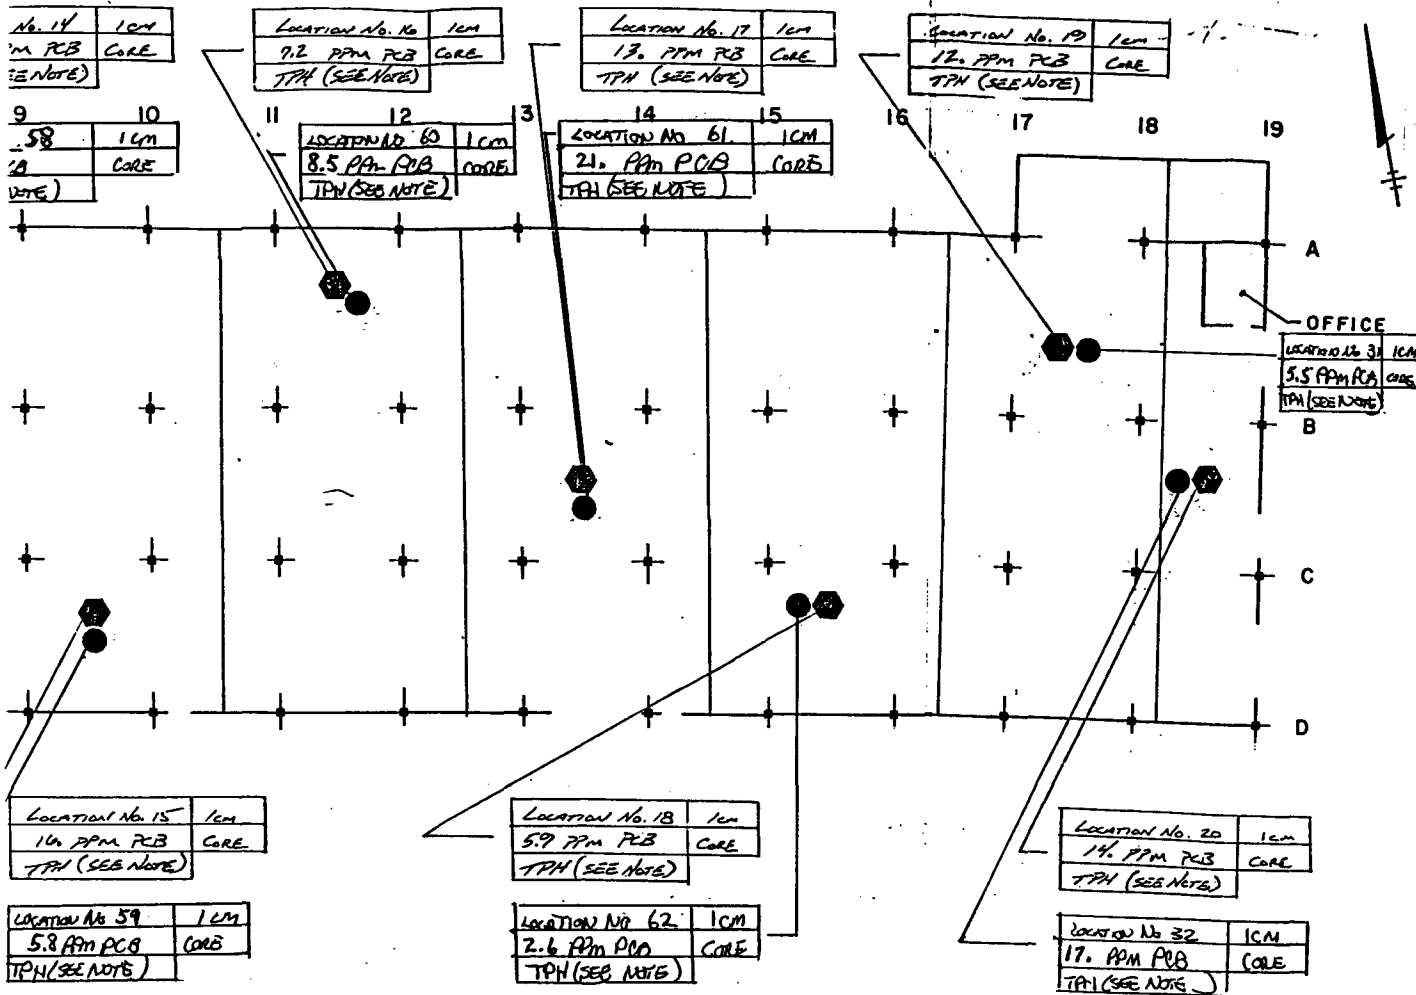 No. 14 1cm
PPM PCB CORE
SEE NOTE)
LOCATION No. 16 1cm
7.2 PPM PCB CORE
TPH (SEE NOTE)
LOCATION No. 17 1cm
13. PPM PCB CORE
TPH (SEE NOTE)
LOCATION No. 19 1cm
12. PPM PCB CORE
TPH (SEE NOTE)
9 10 11 12 13 14 15 16 17 18 19
58 1CM
CORE
NOTE)
LOCATION NO 60 1CM
8.5 PPM PCB CORE
TPH (SEE NOTE)
LOCATION NO 61. 1CM
21. PPM PCB CORE
TPH (SEE NOTE)
A
OFFICE
LOCATION No 31 1CM
5.5 PPM PCB CORE
TPH (SEE NOTE)
B
C
D
LOCATION No. 15 1cm
PPM PCB CORE
TPH (SEE NOTE)
LOCATION No. 18 1cm
5.9 PPM PCB CORE
TPH (SEE NOTE)
LOCATION No. 20 1cm
14. PPM PCB CORE
TPH (SEE NOTE)
LOCATION No 59 1CM
5.8 PPM PCB CORE
TPH (SEE NOTE)
LOCATION NO 62 1CM
2.6 PPM PCB CORE
TPH (SEE NOTE)
LOCATION No 32 1CM
17. PPM PCB CORE
TPH (SEE NOTE )